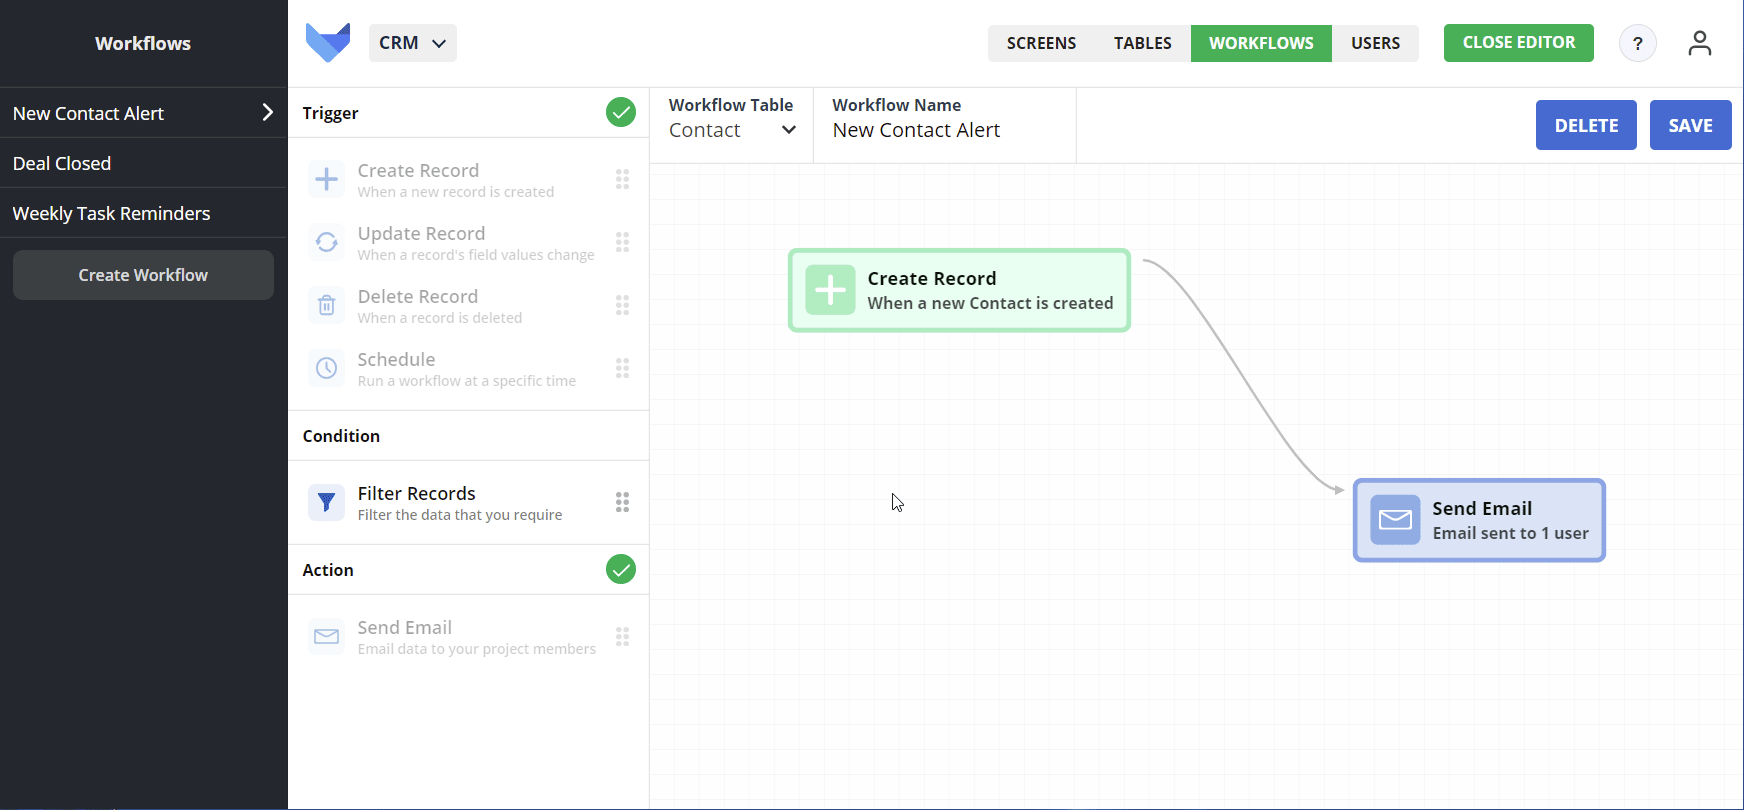 Workflows
New Contact Alert
Deal Closed
Weekly Task Reminders
Create Workflow
CRM
SCREENS
TABLES
WORKFLOWS
USERS
CLOSE EDITOR
?
Trigger
Create Record
When a new record is created
Update Record
When a record's field values change
Delete Record
When a record is deleted
Schedule
Run a workflow at a specific time
Condition
Filter Records
Filter the data that you require
Action
Send Email
Email data to your project members
Workflow Table
Contact
Workflow Name
New Contact Alert
DELETE
SAVE
Create Record
When a new Contact is created
Send Email
Email sent to 1 user